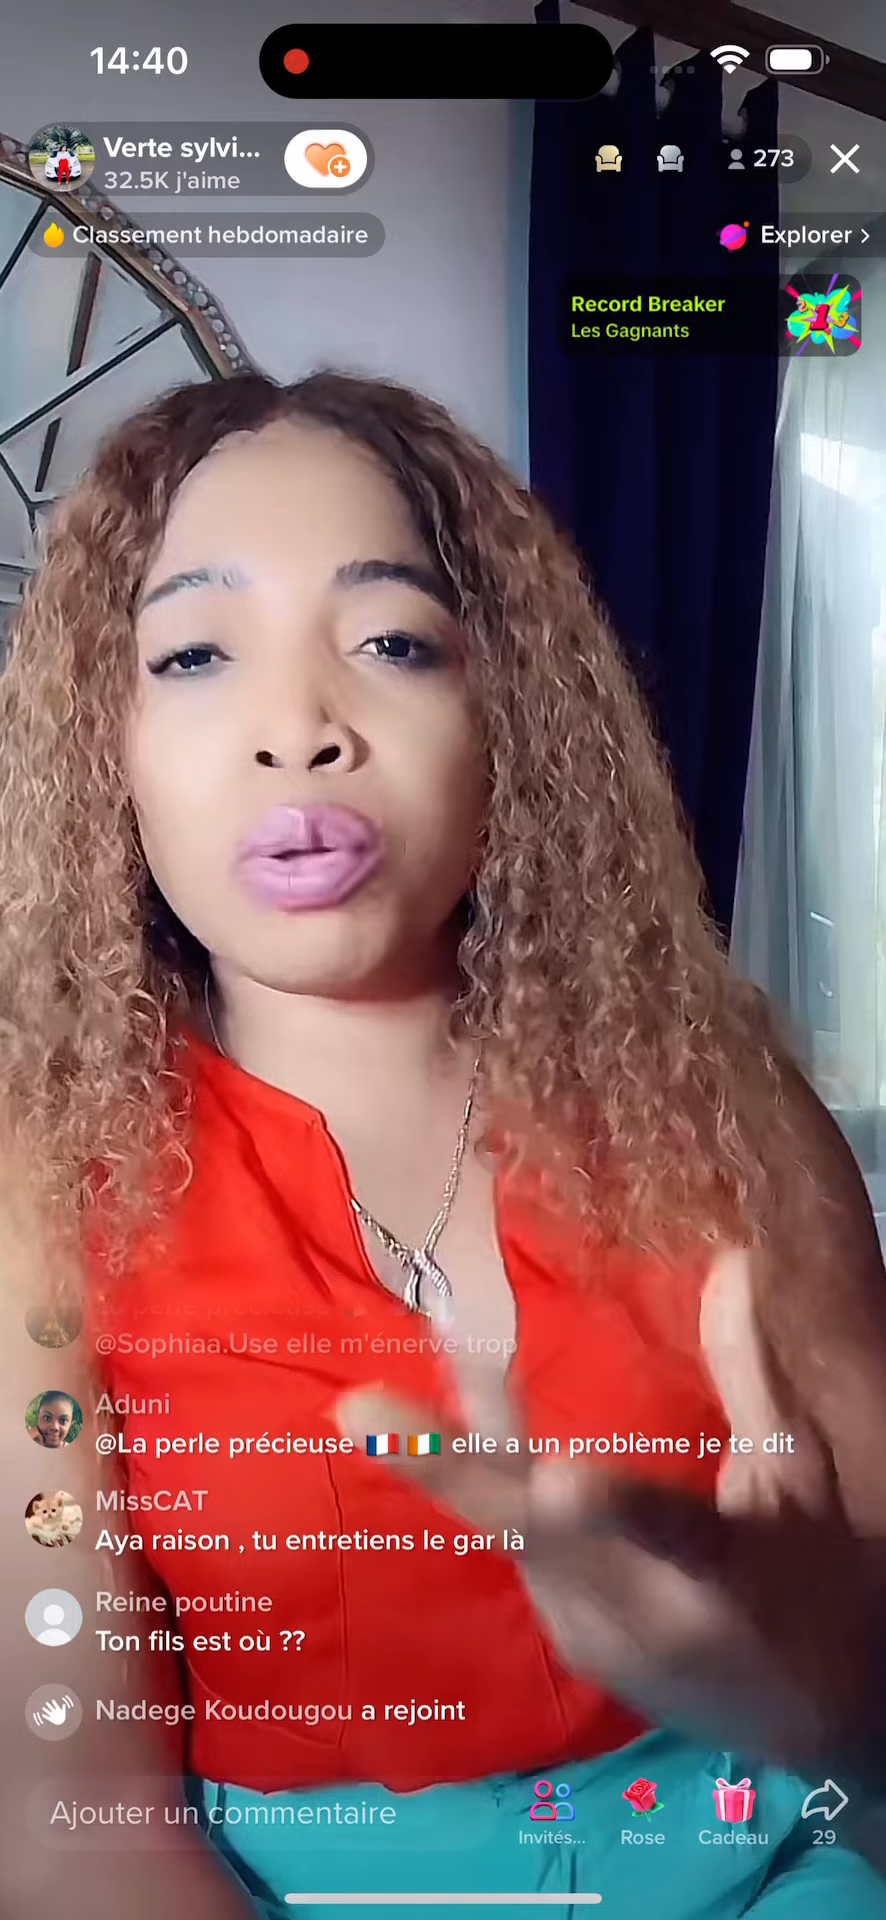 14:40
Verte sylvi...
32.5K j'aime
273
Classement hebdomadaire
Explorer >
Record Breaker
Les Gagnants
@Sophiaa.Use elle m'énerve trop
Aduni
@La perle précieuse 🇫🇷 🇨🇮 elle a un problème je te dit
MissCAT
Aya raison , tu entretiens le gar là
Reine poutine
Ton fils est où ??
Nadege Koudougou a rejoint
Ajouter un commentaire
Invités...
Rose
Cadeau
29